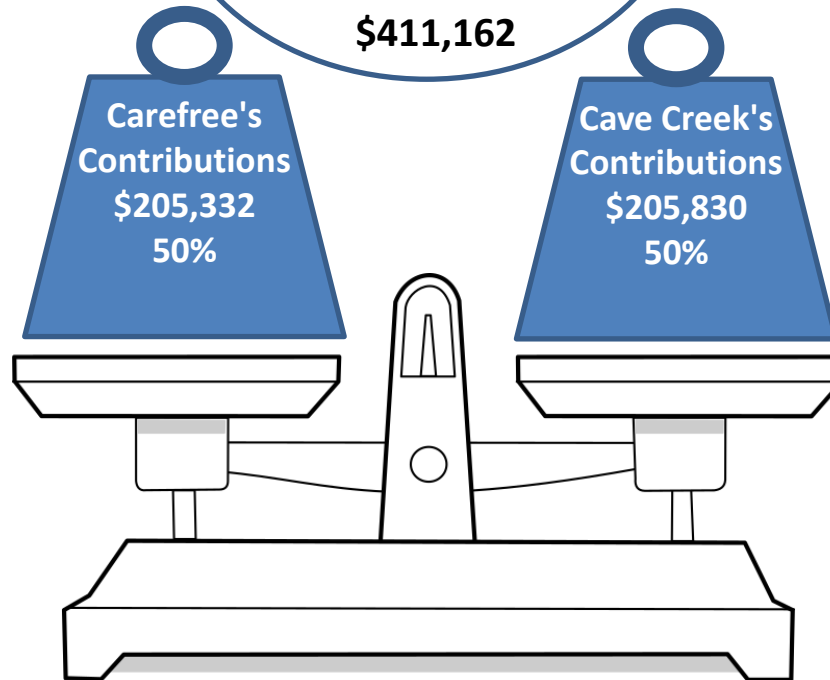 $411,162
Carefree's
Contributions
$205,332
50%
Cave Creek's
Contributions
$205,830
50%